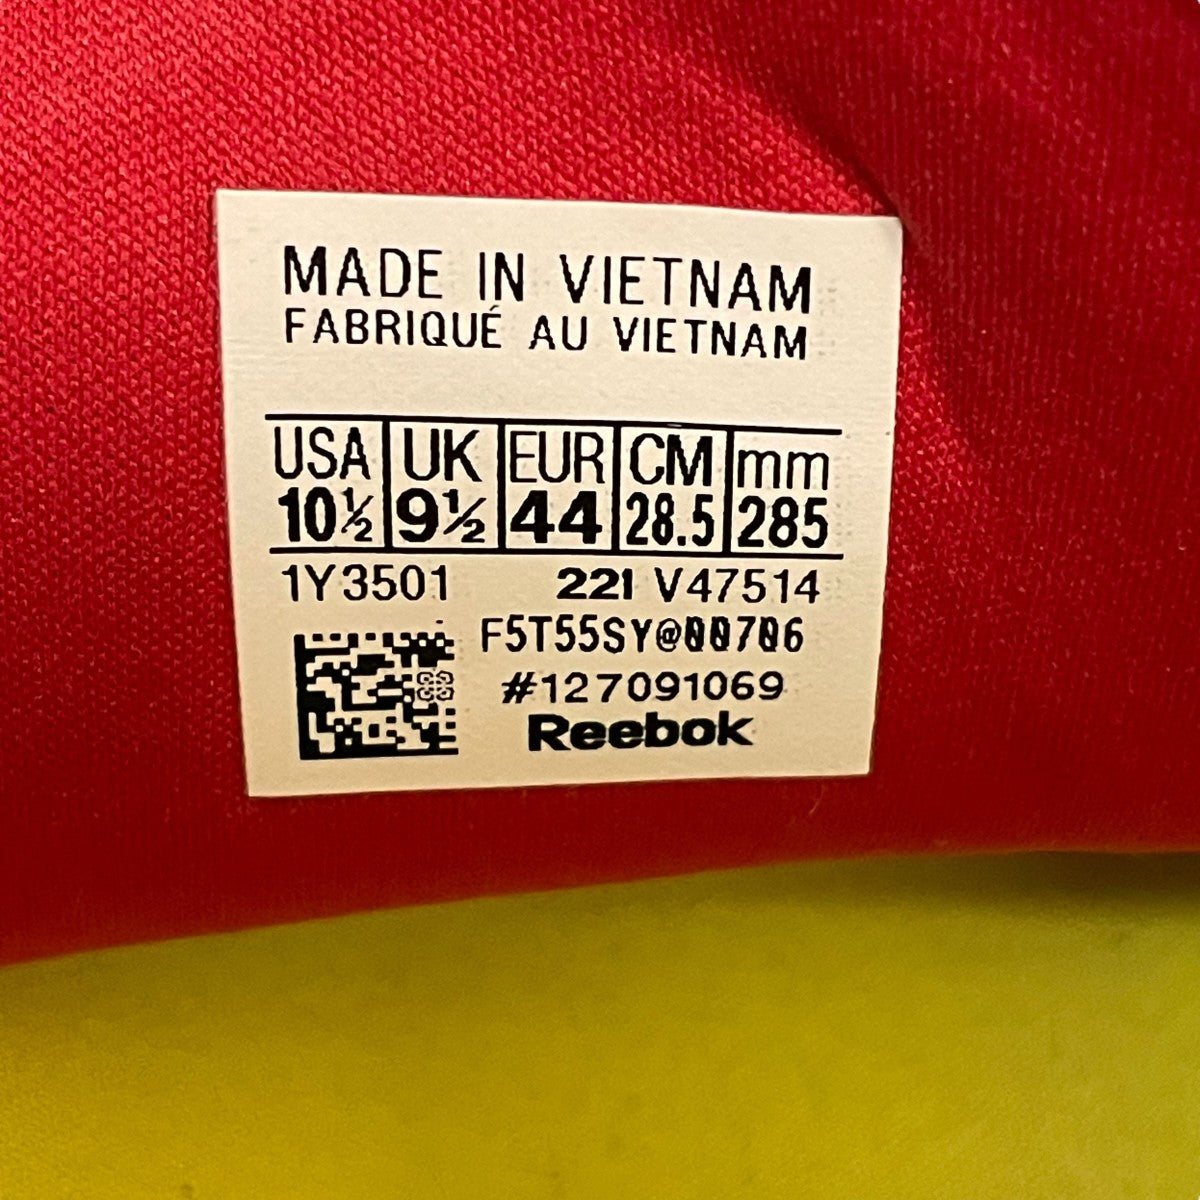 MADE IN VIETNAM
FABRIQUÉ AU VIETNAM
USA UK EUR CM mm
10½ 9½ 44 28.5 285
1Y3501 22I V47514
F5T55SY@00706
#127091069
Reebok